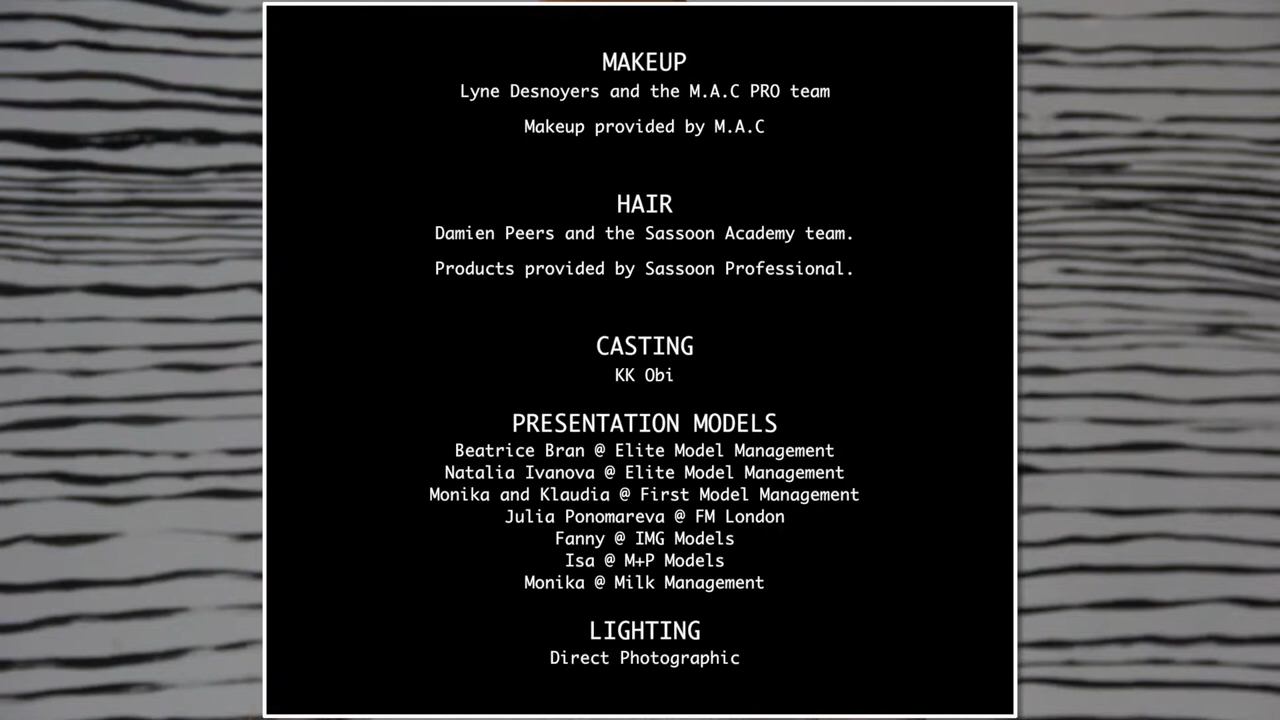 MAKEUP
Lyne Desnoyers and the M.A.C PRO team
Makeup provided by M.A.C
HAIR
Damien Peers and the Sassoon Academy team.
Products provided by Sassoon Professional.
CASTING
KK Obi
PRESENTATION MODELS
Beatrice Bran @ Elite Model Management
Natalia Ivanova @ Elite Model Management
Monika and Klaudia @ First Model Management
Julia Ponomareva @ FM London
Fanny @ IMG Models
Isa @ M+P Models
Monika @ Milk Management
LIGHTING
Direct Photographic